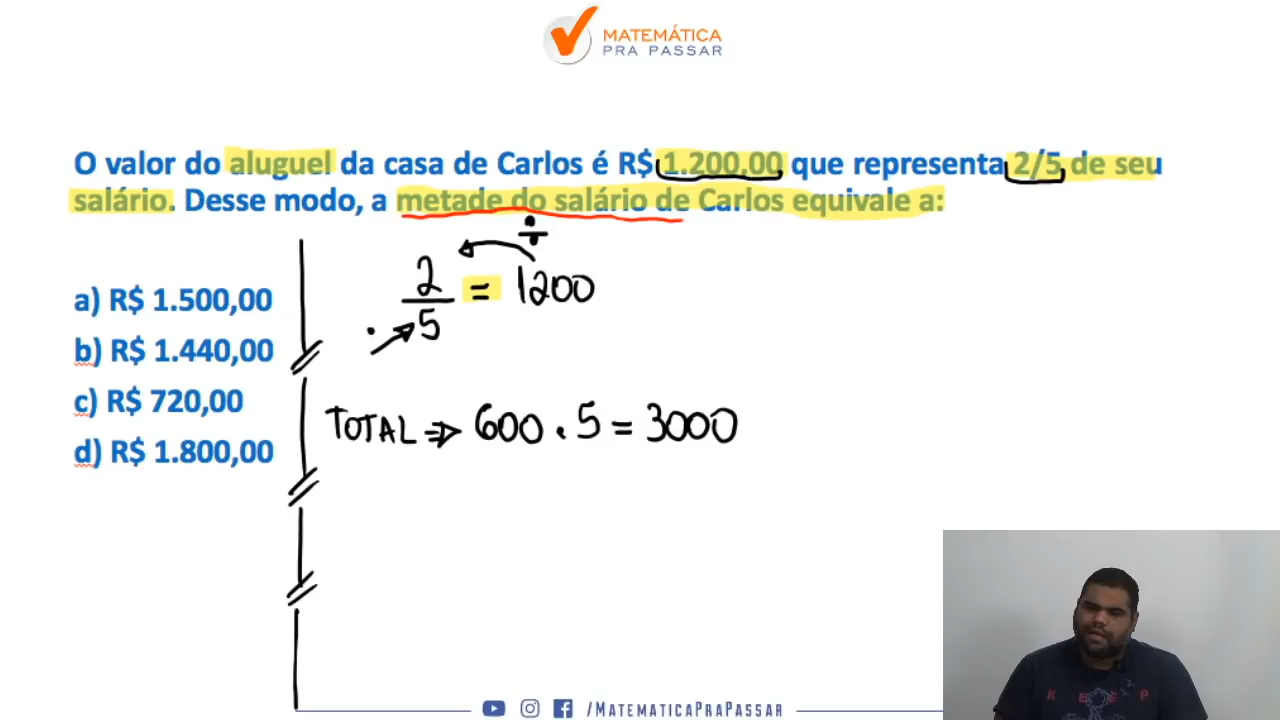 MATEMÁTICA
PRA PASSAR
O valor do aluguel da casa de Carlos é R$ 1.200,00 que representa 2/5 de seu
salário. Desse modo, a metade do salário de Carlos equivale a:
÷
2/5 = 1200
a) R$ 1.500,00
b) R$ 1.440,00
c) R$ 720,00
d) R$ 1.800,00
TOTAL ⇒ 600 . 5 = 3000
K E E P
/MATEMATICAPRAPASSAR